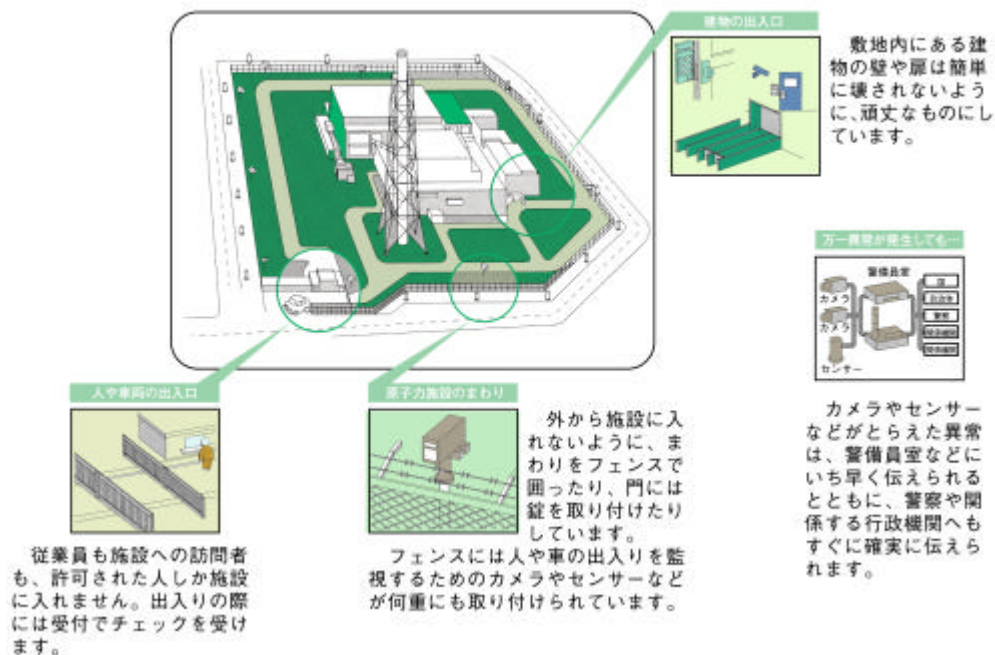 建物の出入口
敷地内にある建
物の壁や扉は簡単
に壊されないよう
に、頑丈なものにし
ています。
万一異常が発生しても…
警備員室
カメラ
カメラ
センサー
国
自治体
警察
関係機関
関係機関
カメラやセンサー
などがとらえた異常
は、警備員室などに
いち早く伝えられる
とともに、警察や関
係する行政機関へも
すぐに確実に伝えら
れます。
人や車両の出入口
従業員も施設への訪問者
も、許可された人しか施設
に入れません。出入りの際
には受付でチェックを受け
ます。
原子力施設のまわり
外から施設に入
れないように、ま
わりをフェンスで
囲ったり、門には
錠を取り付けたり
しています。
フェンスには人や車の出入りを監
視するためのカメラやセンサーなど
が何重にも取り付けられています。